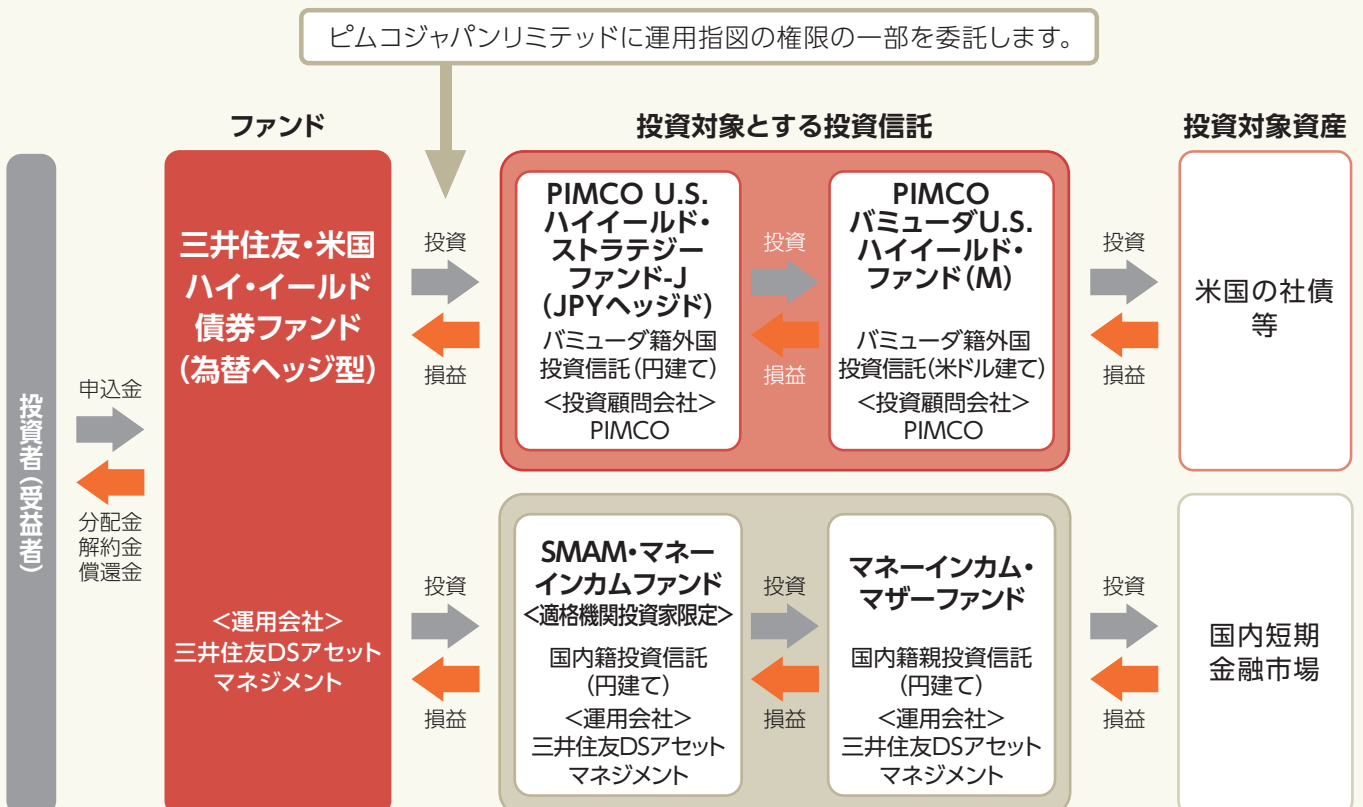 ピムコジャパンリミテッドに運用指図の権限の一部を委託します。
ファンド
投資対象とする投資信託
投資対象資産
投資者(受益者)
申込金
分配金
解約金
償還金
三井住友・米国
ハイ・イールド
債券ファンド
(為替ヘッジ型)
<運用会社>
三井住友DSアセット
マネジメント
投資
損益
PIMCO U.S.
ハイイールド・
ストラテジー
ファンド-J
(JPYヘッジド)
バミューダ籍外国
投資信託(円建て)
<投資顧問会社>
PIMCO
投資
損益
PIMCO
バミューダU.S.
ハイイールド・
ファンド(M)
バミューダ籍外国
投資信託(米ドル建て)
<投資顧問会社>
PIMCO
投資
損益
米国の社債
等
投資
損益
SMAM・マネー
インカムファンド
<適格機関投資家限定>
国内籍投資信託
(円建て)
<運用会社>
三井住友DSアセット
マネジメント
投資
損益
マネーインカム・
マザーファンド
国内籍親投資信託
(円建て)
<運用会社>
三井住友DSアセット
マネジメント
投資
損益
国内短期
金融市場